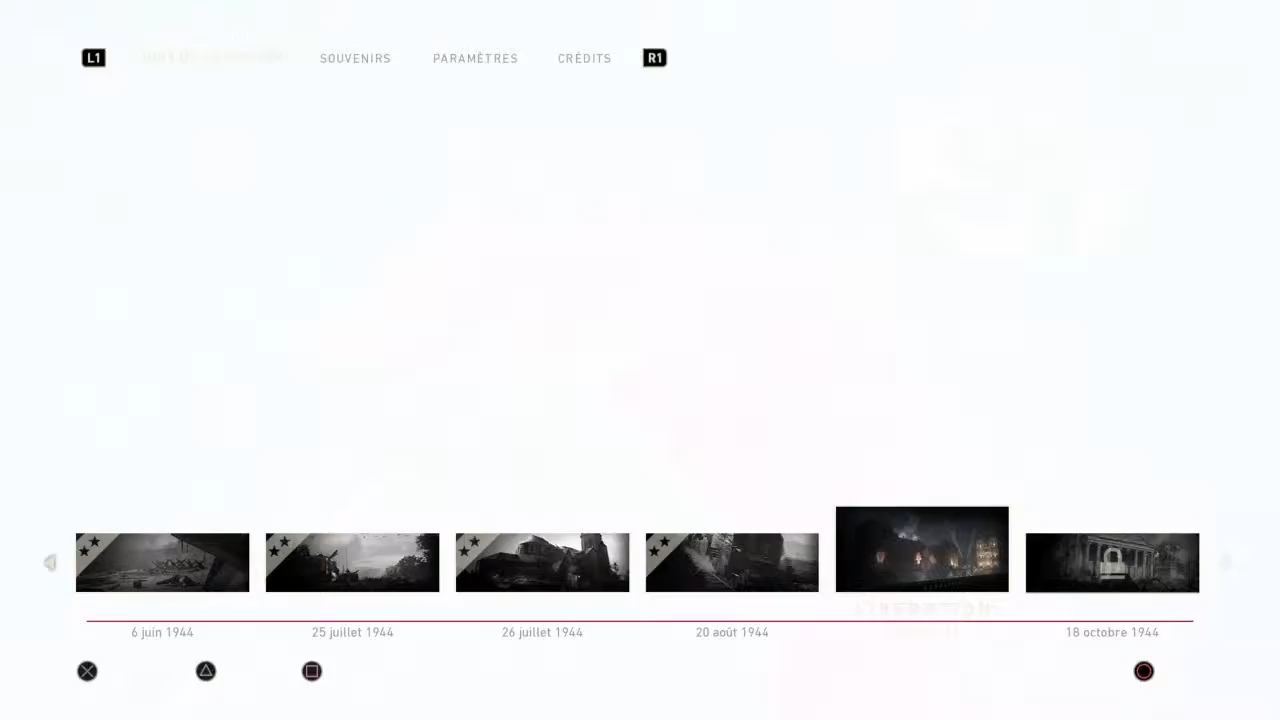 L1 SOUVENIRS PARAMÈTRES CRÉDITS R1
6 juin 1944 25 juillet 1944 26 juillet 1944 20 août 1944 18 octobre 1944